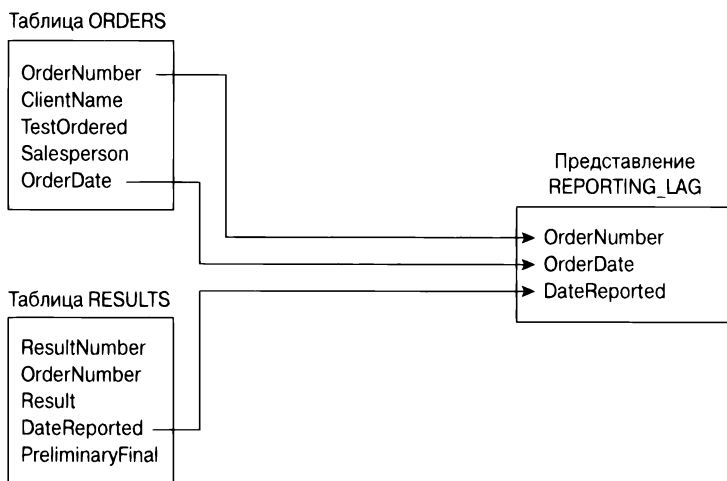 Таблица ORDERS
OrderNumber
ClientName
TestOrdered
Salesperson
OrderDate
Представление
REPORTING_LAG
OrderNumber
OrderDate
DateReported
Таблица RESULTS
ResultNumber
OrderNumber
Result
DateReported
PreliminaryFinal